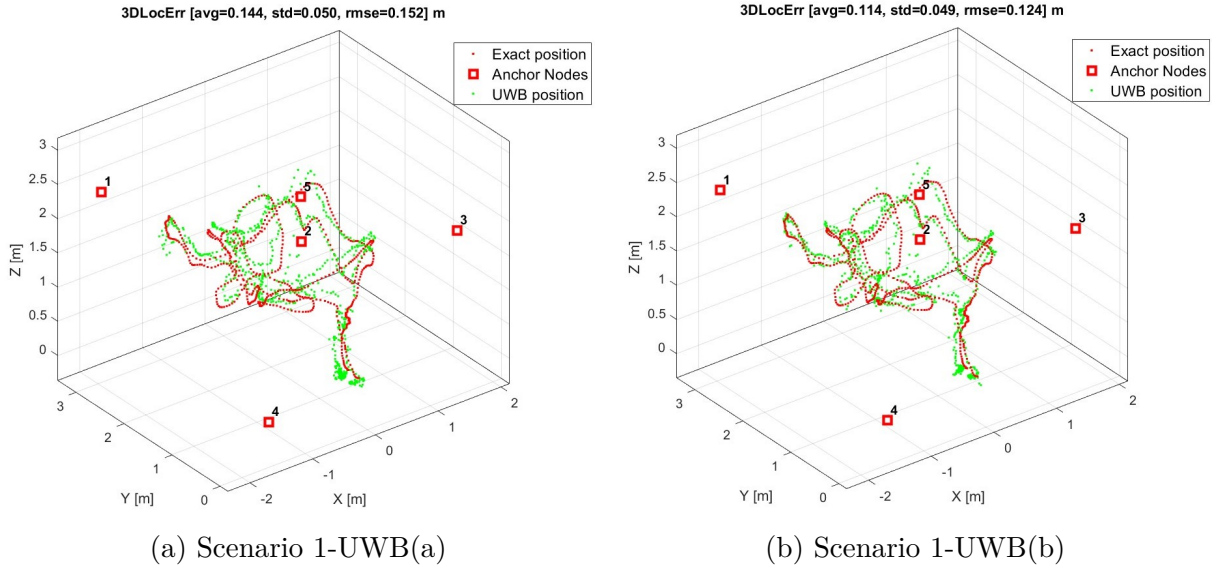 3DLocErr [avg=0.144, std=0.050, rmse=0.152] m
Exact position
Anchor Nodes
UWB position
3
2.5
2
1.5
1
0.5
0
Z [m]
1
5
2
3
4
3
2
1
0
Y [m]
-2
-1
0
1
2
X [m]
(a) Scenario 1-UWB(a)
3DLocErr [avg=0.114, std=0.049, rmse=0.124] m
Exact position
Anchor Nodes
UWB position
3
2.5
2
1.5
1
0.5
0
Z [m]
1
5
2
3
4
3
2
1
0
Y [m]
-2
-1
0
1
2
X [m]
(b) Scenario 1-UWB(b)